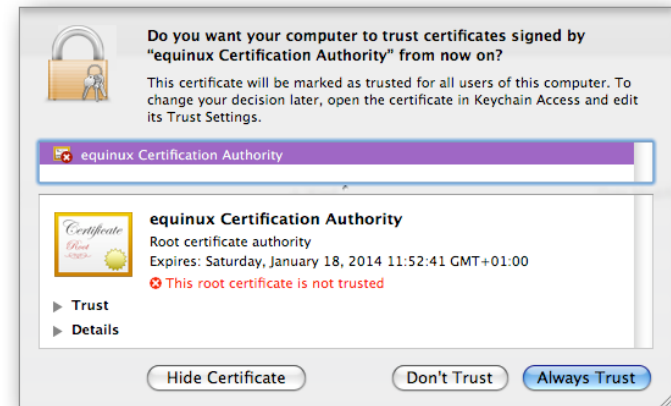 Do you want your computer to trust certificates signed by
“equinux Certification Authority” from now on?
This certificate will be marked as trusted for all users of this computer. To
change your decision later, open the certificate in Keychain Access and edit
its Trust Settings.
equinux Certification Authority
Certificate
Root
equinux Certification Authority
Root certificate authority
Expires: Saturday, January 18, 2014 11:52:41 GMT+01:00
This root certificate is not trusted
Trust
Details
Hide Certificate
Don't Trust
Always Trust